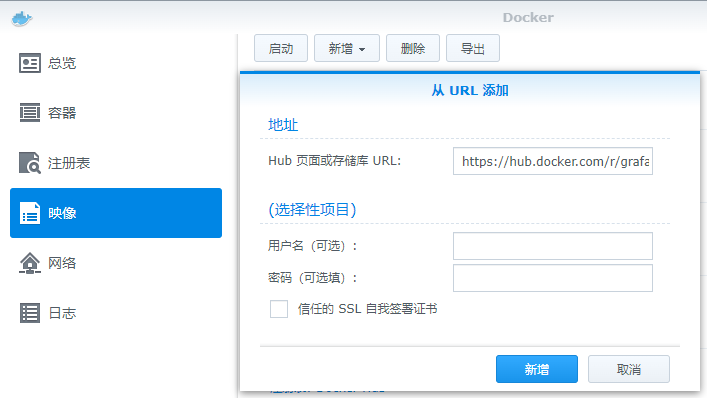 Docker
启动
新增
删除
导出
总览
容器
注册表
映像
网络
日志
从 URL 添加
地址
Hub 页面或存储库 URL:
https://hub.docker.com/r/grafa
(选择性项目)
用户名（可选）:
密码（可选填）:
信任的 SSL 自我签署证书
新增
取消